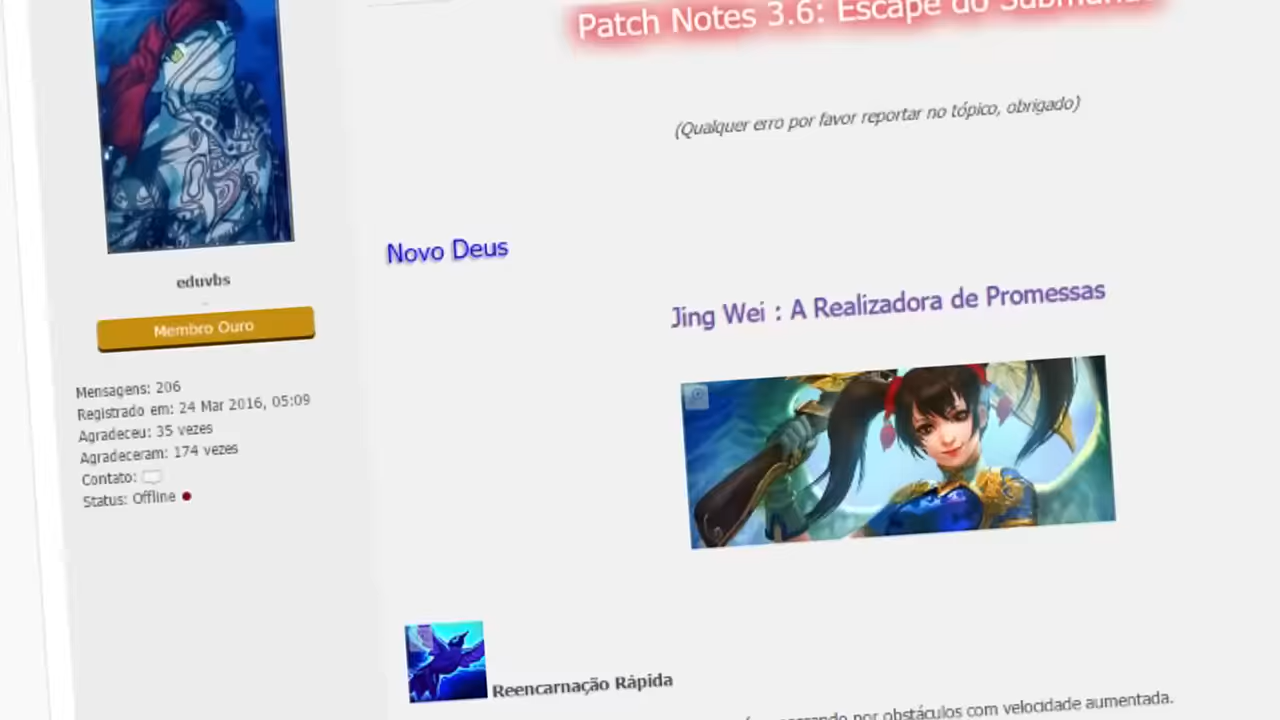 Patch Notes 3.6: Escape do
(Qualquer erro por favor reportar no tópico, obrigado)
Novo Deus
Jing Wei : A Realizadora de Promessas
eduvbs
Membro Ouro
Mensagens: 206
Registrado em: 24 Mar 2016, 05:09
Agradeceu: 35 vezes
Agradeceram: 174 vezes
Contato:
Status: Offline
Reencarnação Rápida
por obstáculos com velocidade aumentada.